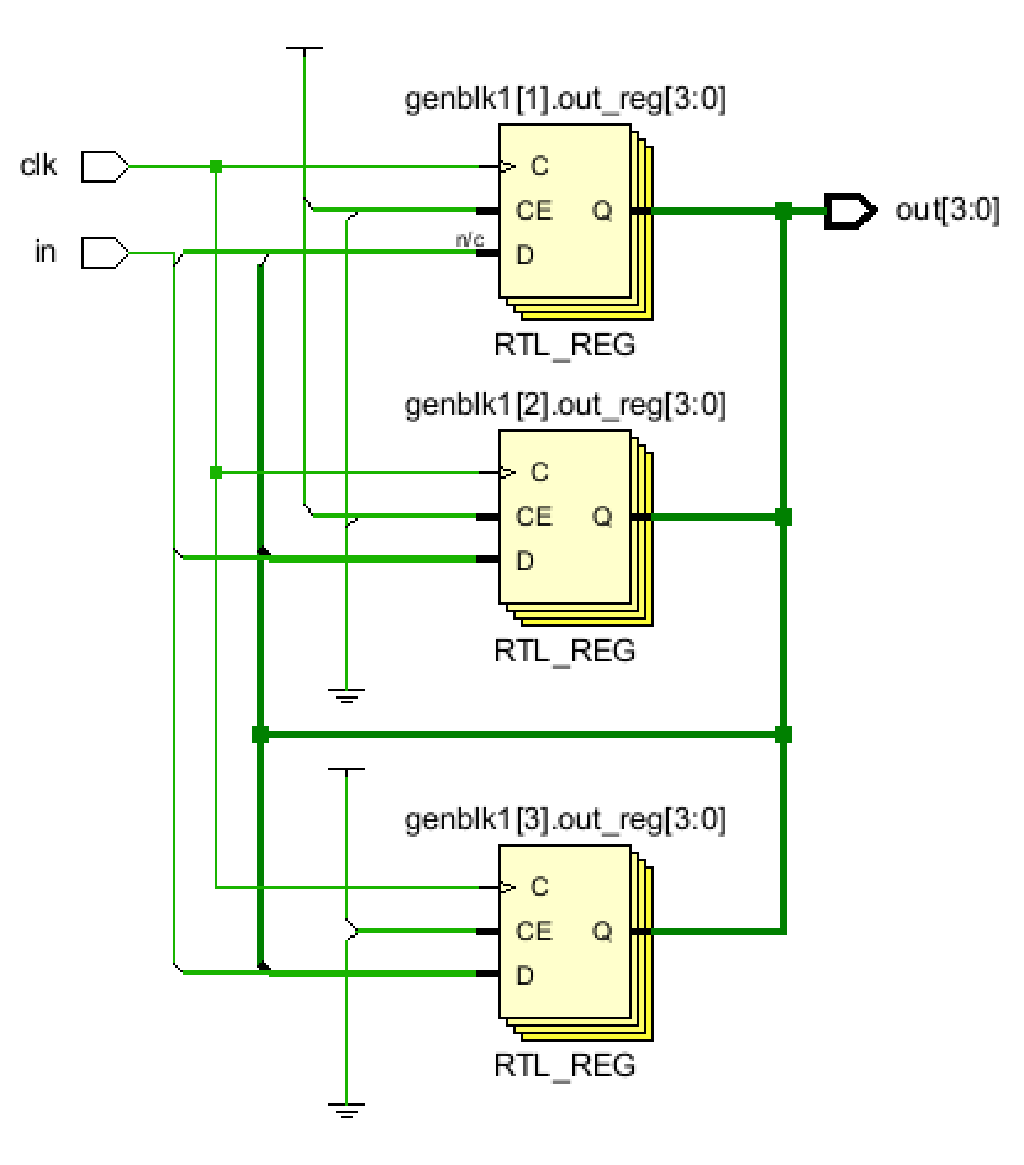 genblk1[1].out_reg[3:0]
clk
C
CE
Q
out[3:0]
in
n/c
D
RTL_REG
genblk1[2].out_reg[3:0]
C
CE
Q
D
RTL_REG
genblk1[3].out_reg[3:0]
C
CE
Q
D
RTL_REG